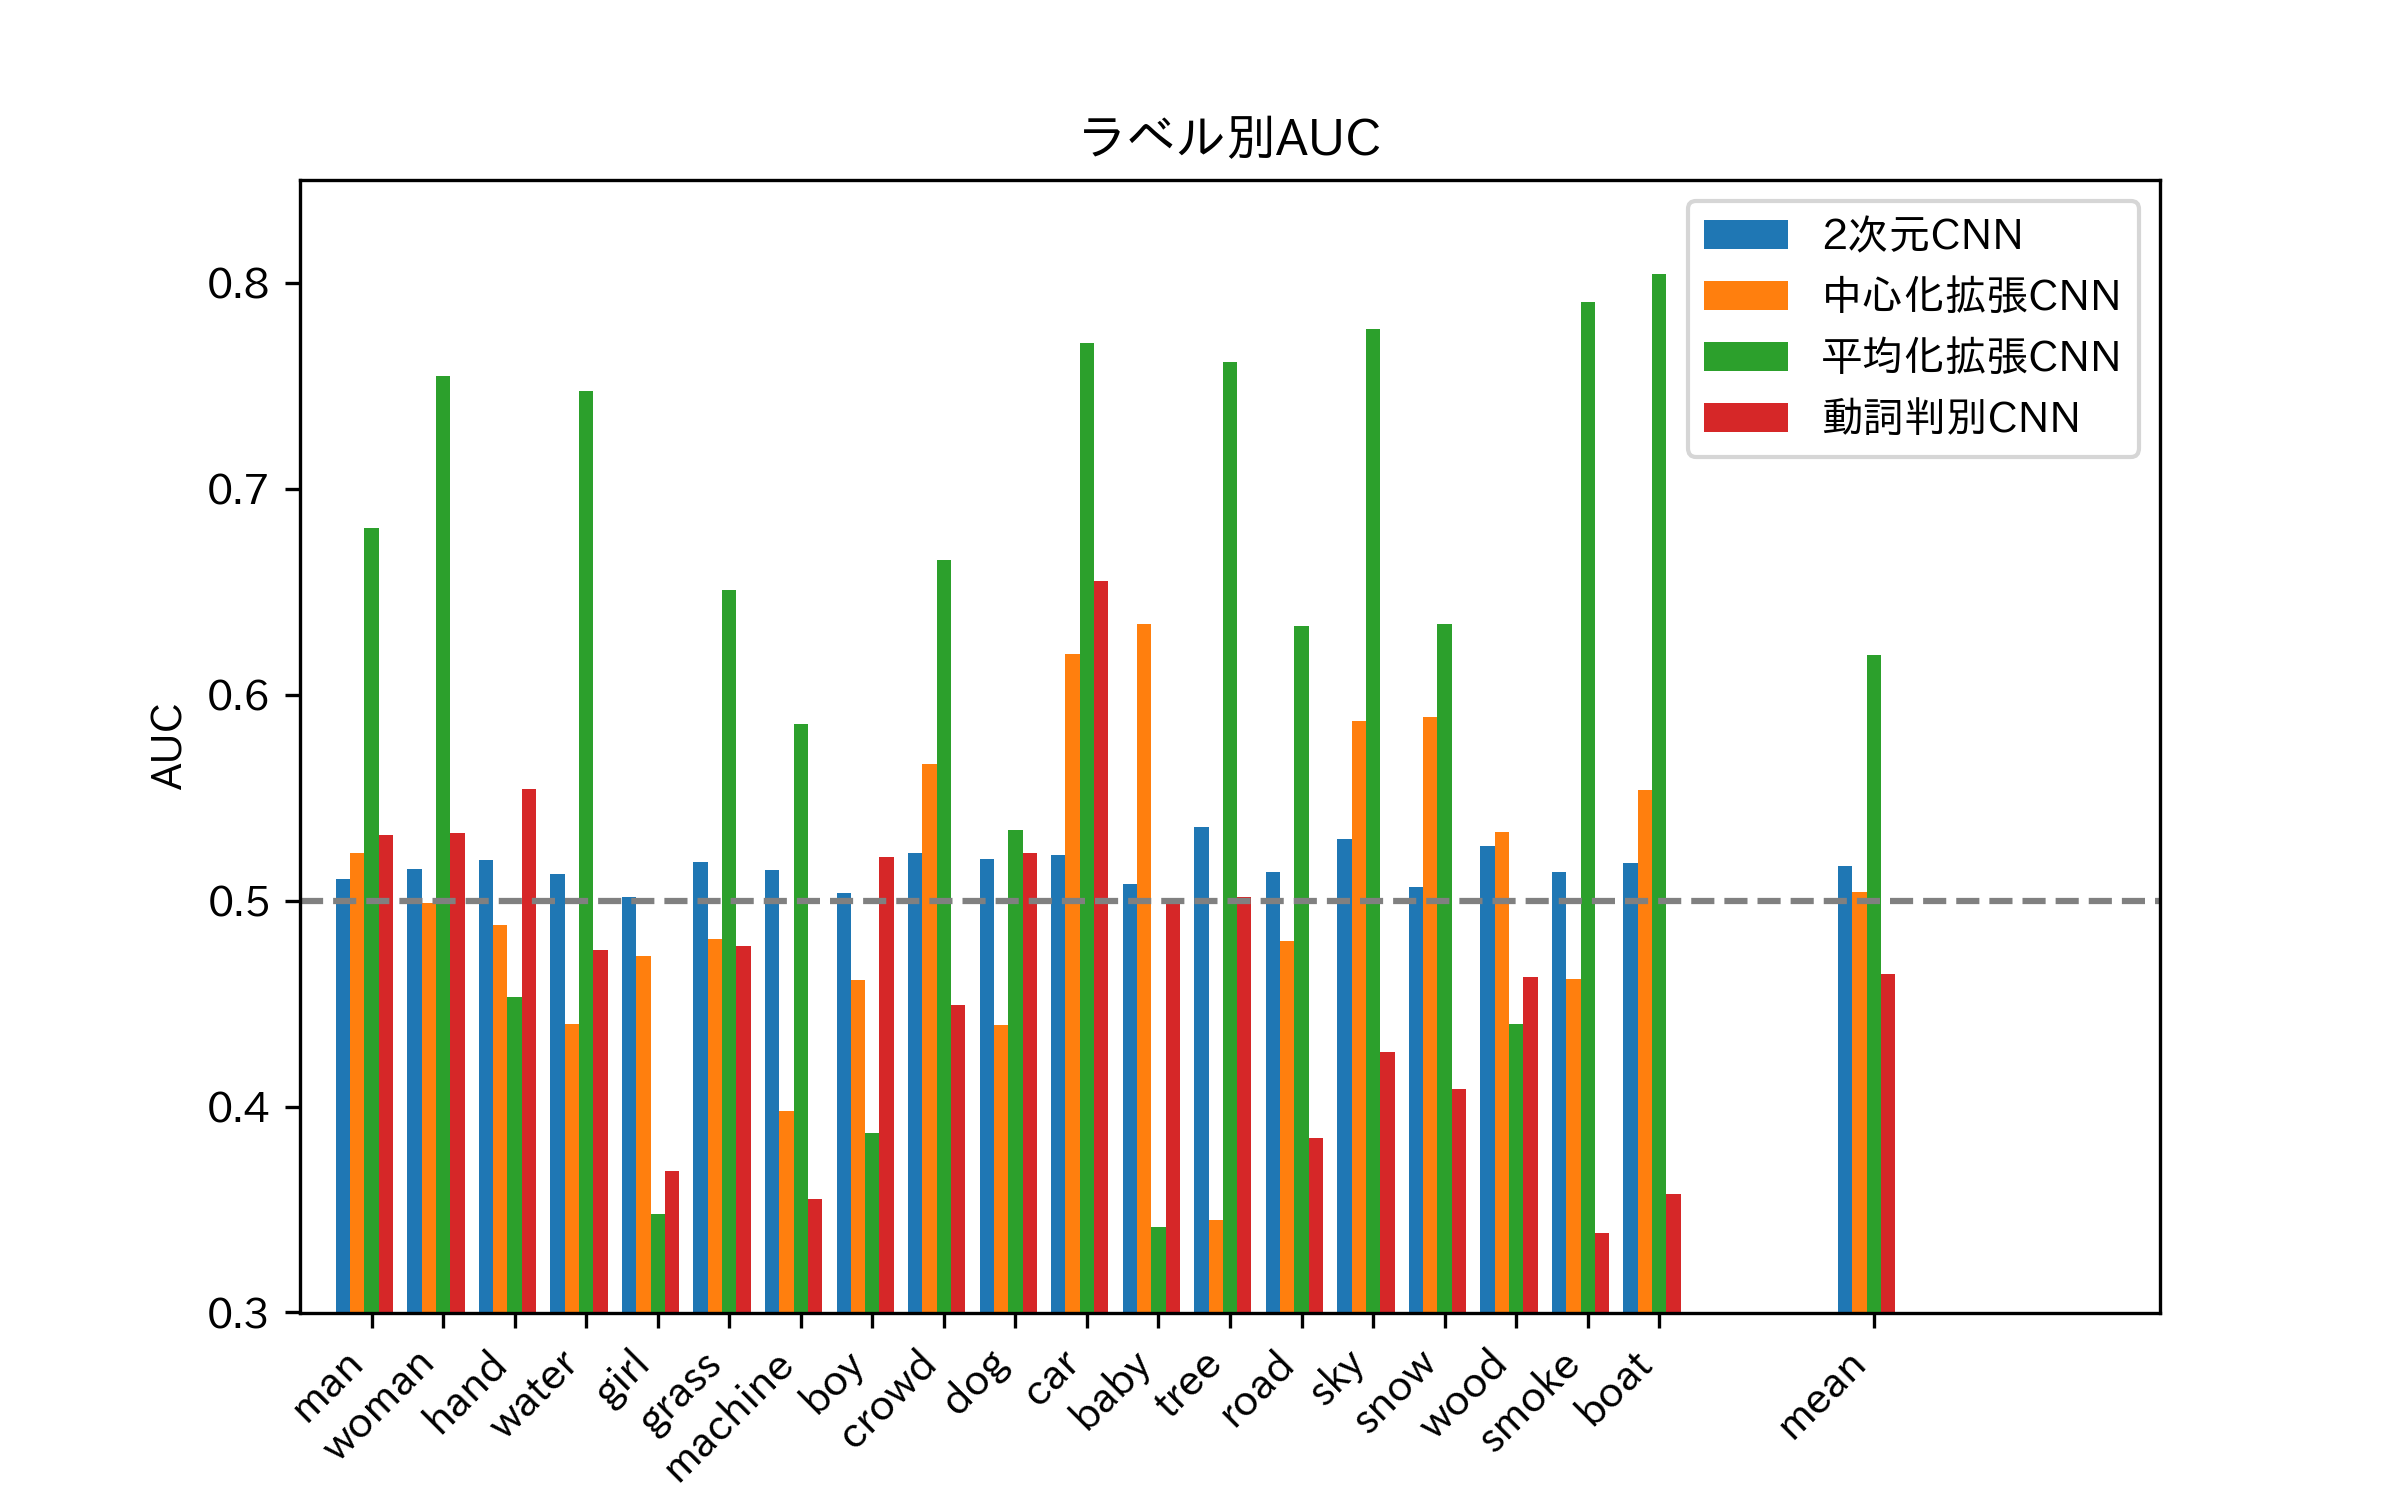 ラベル別AUC
2次元CNN
中心化拡張CNN
平均化拡張CNN
動詞判別CNN
AUC
0.8
0.7
0.6
0.5
0.4
0.3
man
woman
hand
water
girl
grass
machine
boy
crowd
dog
car
baby
tree
road
sky
snow
wood
smoke
boat
mean